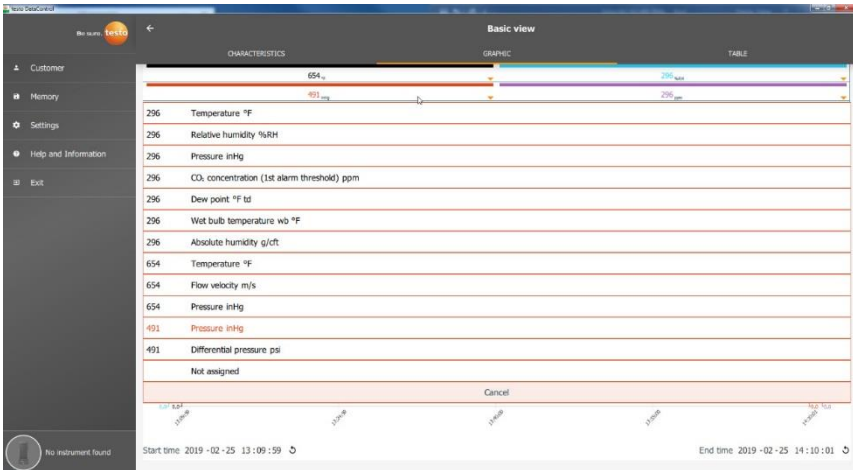 Testo DataControl
Be sure. testo
Basic view
CHARACTERISTICS
GRAPHIC
TABLE
Customer
Memory
Settings
Help and Information
Exit
654
296 %RH
491 inHg
296 ppm
296 Temperature °F
296 Relative humidity %RH
296 Pressure inHg
296 CO₂ concentration (1st alarm threshold) ppm
296 Dew point °F td
296 Wet bulb temperature wb °F
296 Absolute humidity g/cft
654 Temperature °F
654 Flow velocity m/s
654 Pressure inHg
491 Pressure inHg
491 Differential pressure psi
Not assigned
Cancel
No instrument found
Start time 2019 -02 -25 13 :09 :59
End time 2019 -02 -25 14 :10 :01